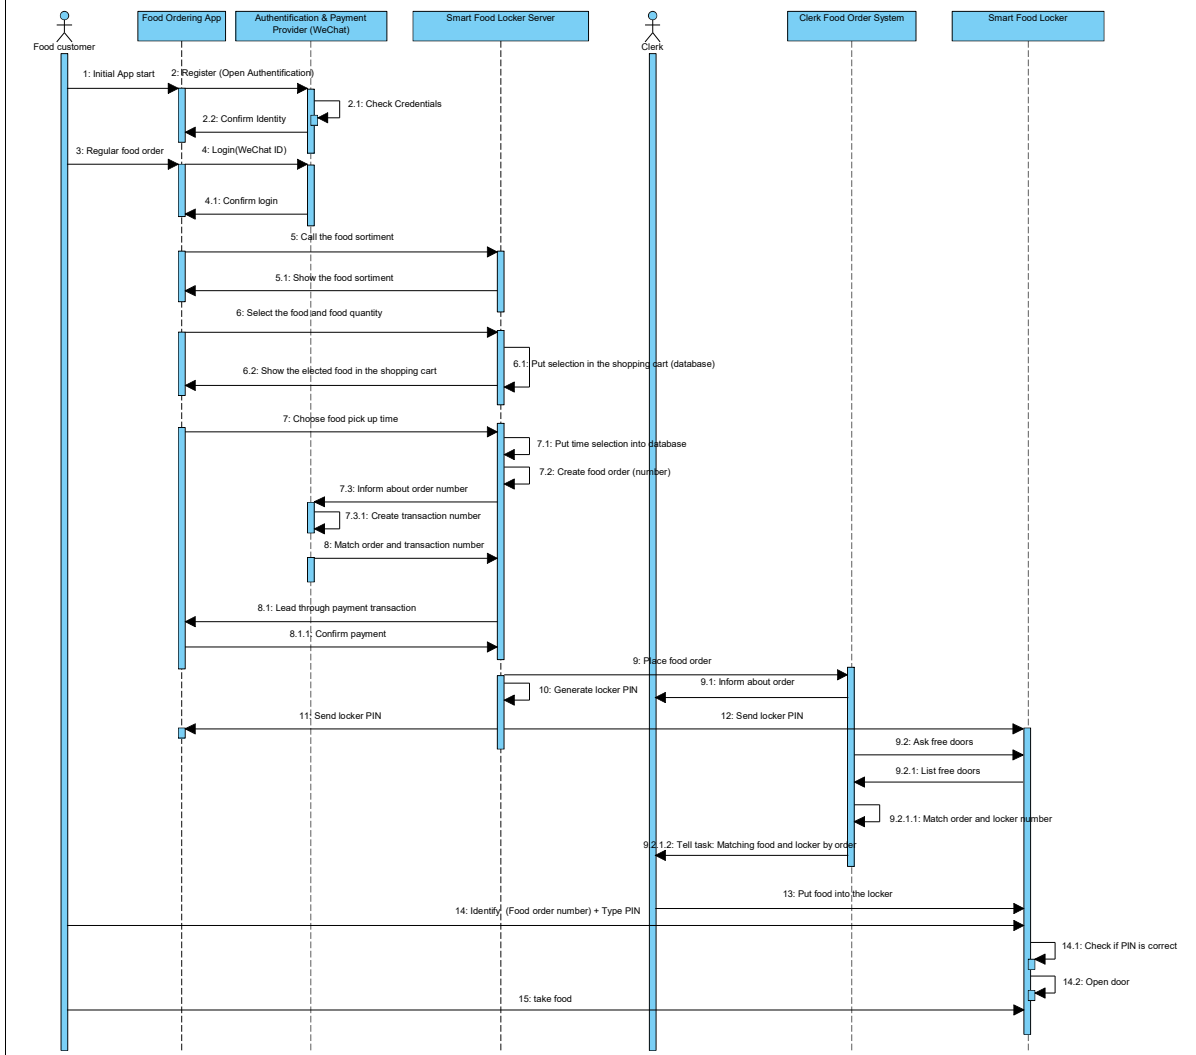 Food customer
Food Ordering App
Authentification & Payment
Provider (WeChat)
Smart Food Locker Server
Clerk
Clerk Food Order System
Smart Food Locker
1: Initial App start
2: Register (Open Authentification)
2.1: Check Credentials
2.2: Confirm Identity
3: Regular food order
4: Login(WeChat ID)
4.1: Confirm login
5: Call the food sortiment
5.1: Show the food sortiment
6: Select the food and food quantity
6.1: Put selection in the shopping cart (database)
6.2: Show the elected food in the shopping cart
7: Choose food pick up time
7.1: Put time selection into database
7.2: Create food order (number)
7.3: Inform about order number
7.3.1: Create transaction number
8: Match order and transaction number
8.1: Lead through payment transaction
8.1.1: Confirm payment
9: Place food order
9.1: Inform about order
10: Generate locker PIN
11: Send locker PIN
12: Send locker PIN
9.2: Ask free doors
9.2.1: List free doors
9.2.1.1: Match order and locker number
9.2.1.2: Tell task: Matching food and locker by order
13: Put food into the locker
14: Identify (Food order number) + Type PIN
14.1: Check if PIN is correct
14.2: Open door
15: take food